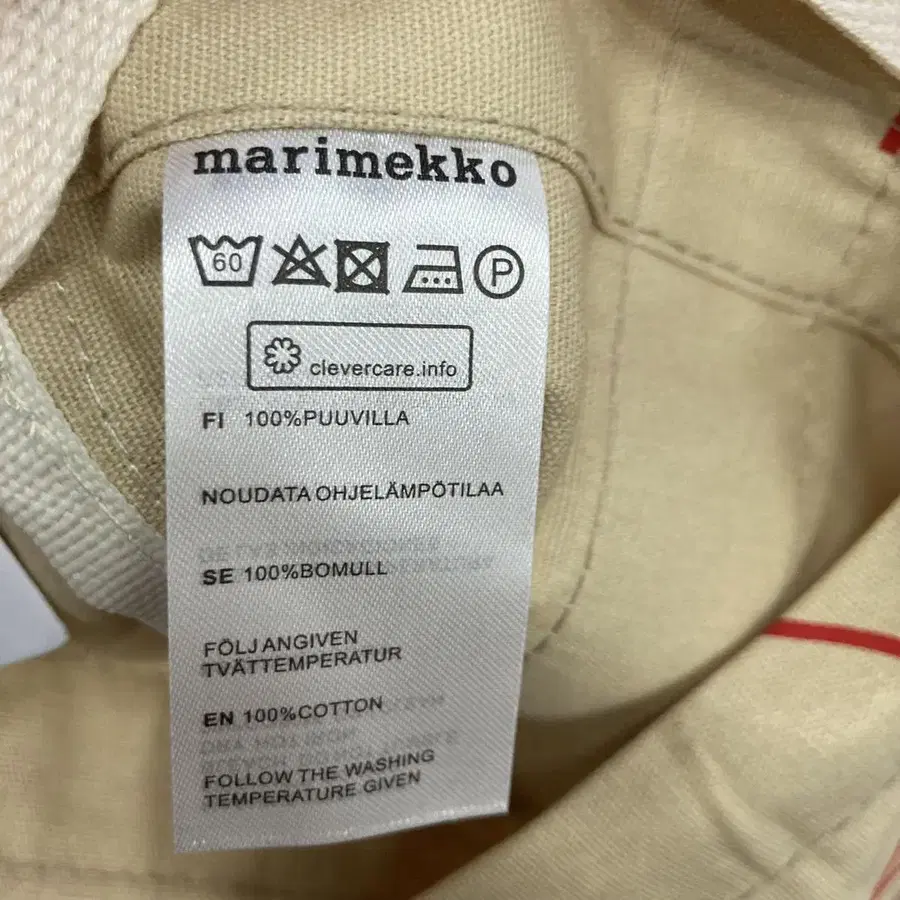 marimekko
60
P
clevercare.info
FI 100%PUUVILLA
NOUDATA OHJELÄMPÖTILAA
SE 100%BOMULL
FÖLJ ANGIVEN
TVÄTTEMPERATUR
EN 100%COTTON
FOLLOW THE WASHING
TEMPERATURE GIVEN